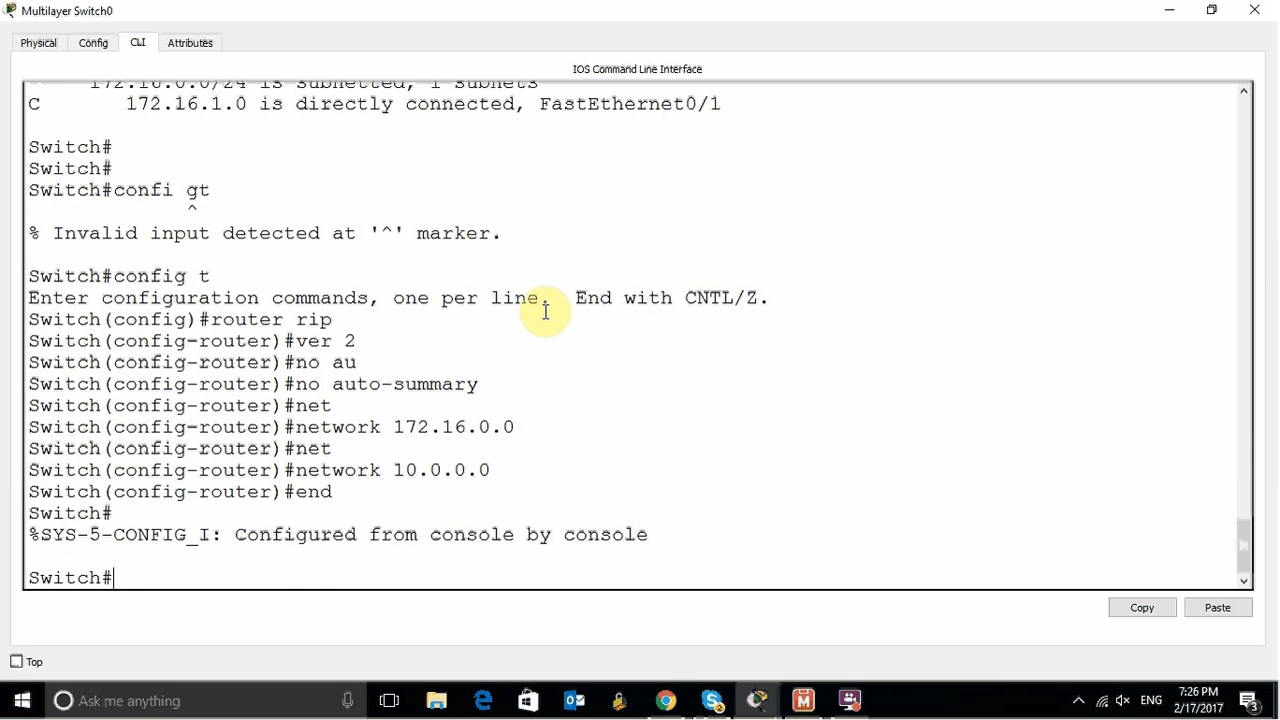 Multilayer Switch0
Physical Config CLI Attributes
IOS Command Line Interface
172.16.0.0/24 is subnetted, 1 subnets
C 172.16.1.0 is directly connected, FastEthernet0/1
Switch#
Switch#
Switch#confi gt
^
% Invalid input detected at '^' marker.
Switch#config t
Enter configuration commands, one per line. End with CNTL/Z.
Switch(config)#router rip
Switch(config-router)#ver 2
Switch(config-router)#no au
Switch(config-router)#no auto-summary
Switch(config-router)#net
Switch(config-router)#network 172.16.0.0
Switch(config-router)#net
Switch(config-router)#network 10.0.0.0
Switch(config-router)#end
Switch#
%SYS-5-CONFIG_I: Configured from console by console
Switch#
Copy Paste
Top
Ask me anything
ENG
7:26 PM
2/17/2017